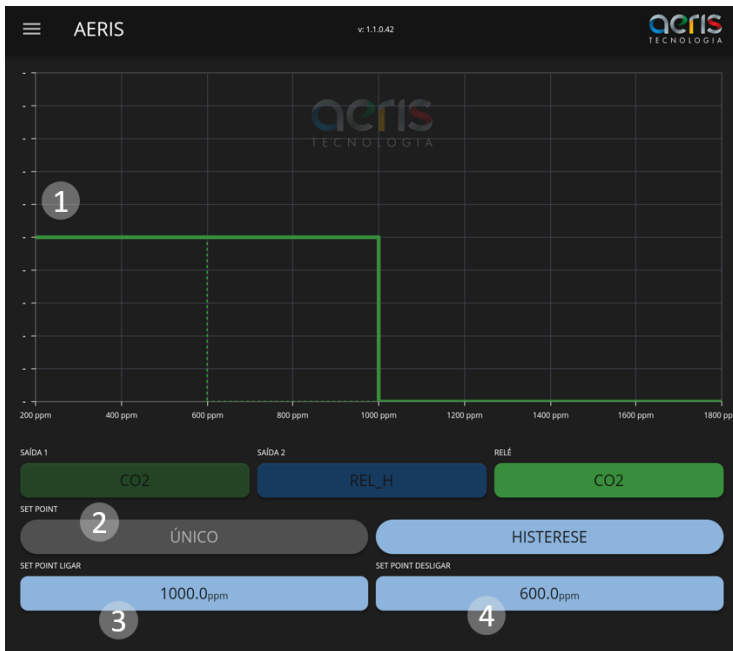 AERIS
v: 1.1.0.42
aeris
TECNOLOGIA
aeris
TECNOLOGIA
1
200 ppm 400 ppm 600 ppm 800 ppm 1000 ppm 1200 ppm 1400 ppm 1600 ppm 1800 pp
SAÍDA 1 SAÍDA 2 RELÉ
CO2 REL_H CO2
SET POINT
2
ÚNICO HISTERESE
SET POINT LIGAR SET POINT DESLIGAR
1000.0ppm 600.0ppm
3 4